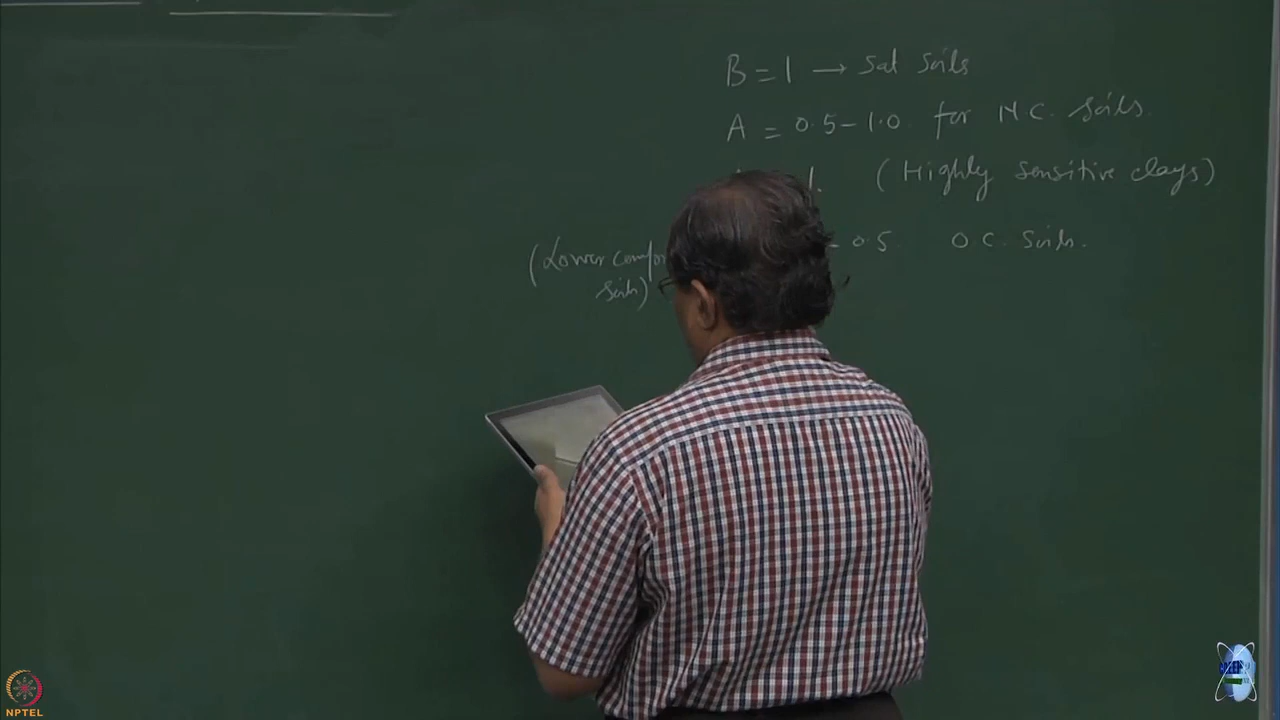 B = 1 → Sat Soils
A = 0.5 - 1.0 for N C. Soils.
1. (Highly sensitive clays)
(Lower - 0.5. O C. Soils.
Soils)
NPTEL